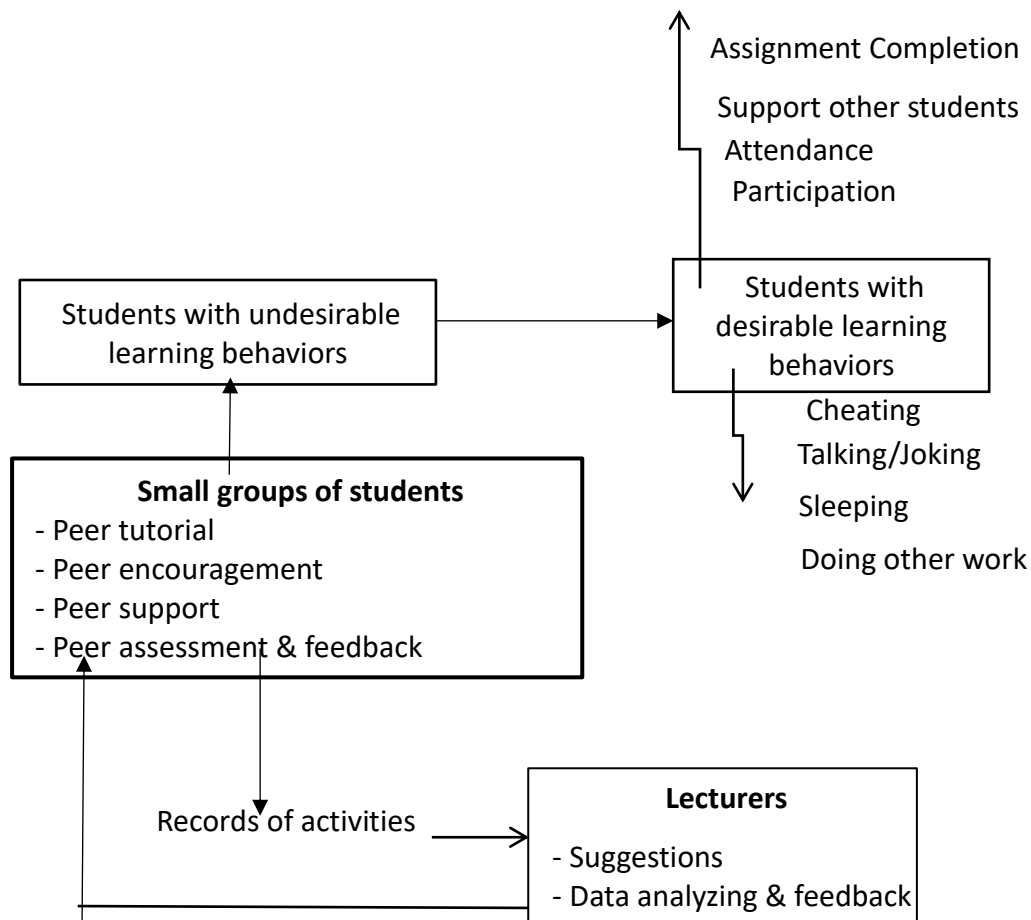 Assignment Completion
Support other students
Attendance
Participation
Students with undesirable
learning behaviors
Students with
desirable learning
behaviors
Cheating
Talking/Joking
Sleeping
Doing other work
Small groups of students
- Peer tutorial
- Peer encouragement
- Peer support
- Peer assessment & feedback
Records of activities
Lecturers
- Suggestions
- Data analyzing & feedback